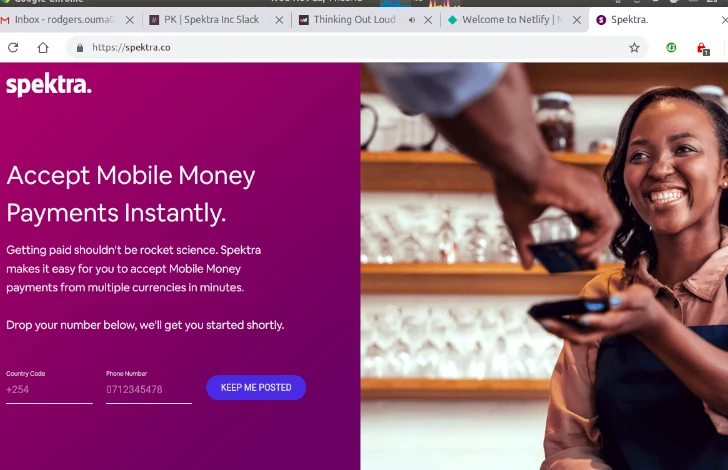 Google Chrome
Inbox - rodgers.ouma
PK | Spektra Inc Slack
Thinking Out Loud
Welcome to Netlify |
Spektra.
https://spektra.co
1
spektra.
Accept Mobile Money
Payments Instantly.
Getting paid shouldn't be rocket science. Spektra
makes it easy for you to accept Mobile Money
payments from multiple currencies in minutes.
Drop your number below, we'll get you started shortly.
Country Code
Phone Number
+254
0712345478
KEEP ME POSTED